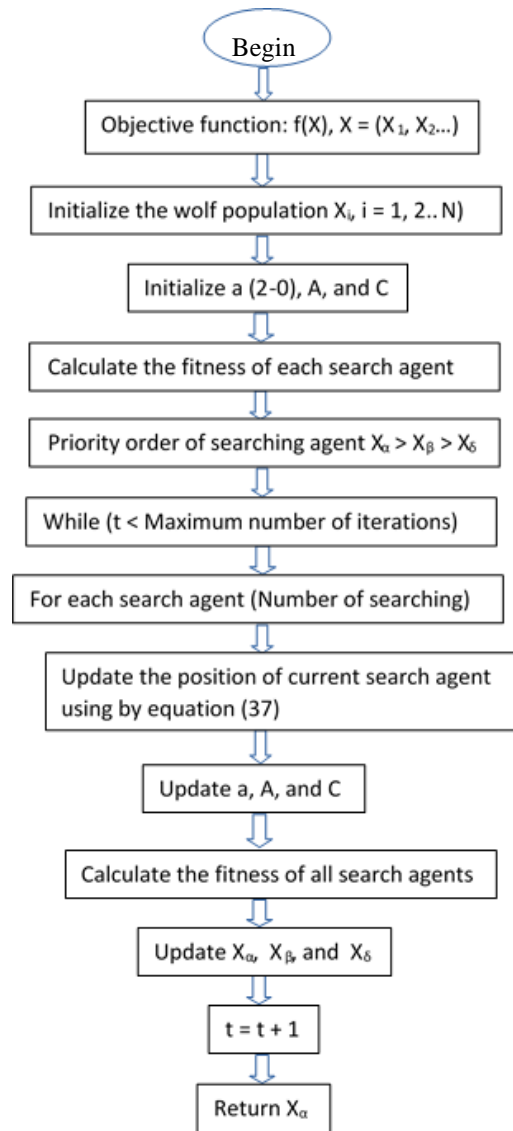 Begin
Objective function: f(X), X = (X₁, X₂...)
Initialize the wolf population Xᵢ, i = 1, 2.. N)
Initialize a (2-0), A, and C
Calculate the fitness of each search agent
Priority order of searching agent Xα > Xᵦ > Xδ
While (t < Maximum number of iterations)
For each search agent (Number of searching)
Update the position of current search agent
using by equation (37)
Update a, A, and C
Calculate the fitness of all search agents
Update Xα, Xᵦ, and Xδ
t = t + 1
Return Xα